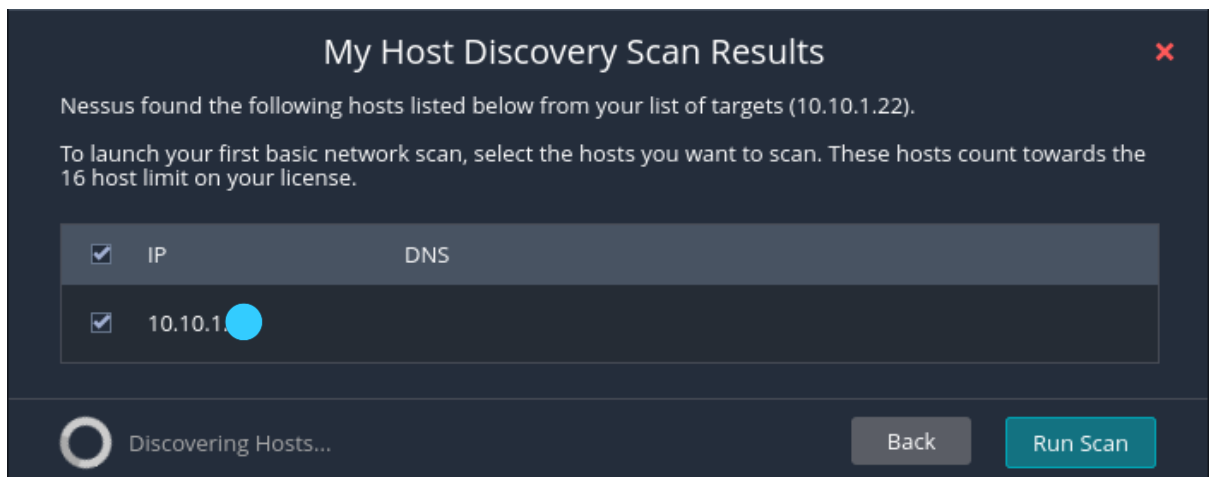 My Host Discovery Scan Results
Nessus found the following hosts listed below from your list of targets (10.10.1.22).
To launch your first basic network scan, select the hosts you want to scan. These hosts count towards the
16 host limit on your license.
IP DNS
10.10.1.
Discovering Hosts...
Back
Run Scan